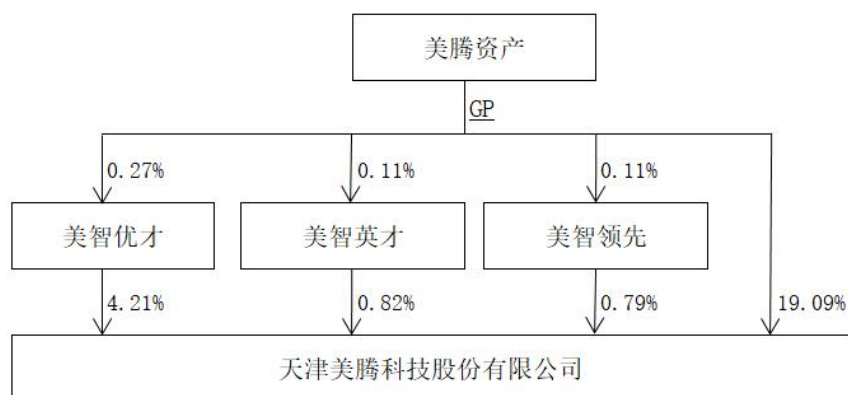 美腾资产
GP
0.27%
0.11%
0.11%
美智优才
美智英才
美智领先
4.21%
0.82%
0.79%
19.09%
天津美腾科技股份有限公司